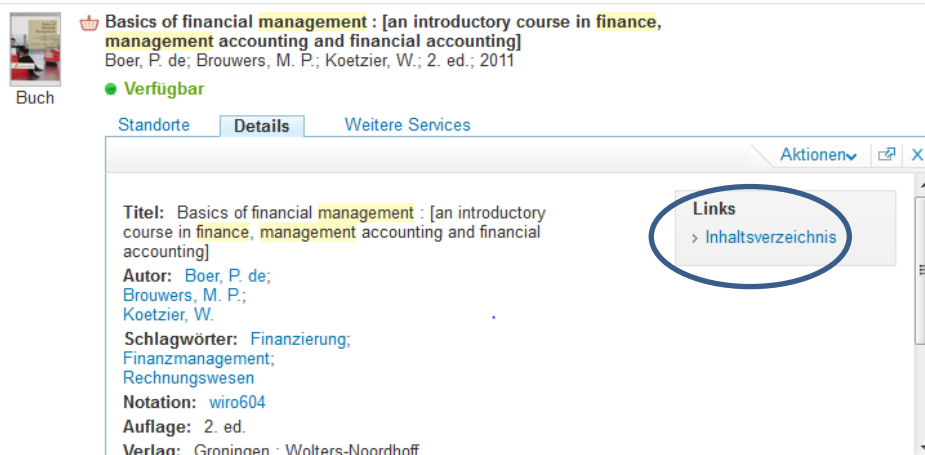 Basics of financial management : [an introductory course in finance,
management accounting and financial accounting]
Boer, P. de; Brouwers, M. P.; Koetzier, W.; 2. ed.; 2011
Buch
Verfügbar
Standorte Details Weitere Services
Aktionen X
Titel: Basics of financial management : [an introductory
course in finance, management accounting and financial
accounting]
Autor: Boer, P. de;
Brouwers, M. P.;
Koetzier, W.
Schlagwörter: Finanzierung;
Finanzmanagement;
Rechnungswesen
Notation: wiro604
Auflage: 2. ed.
Verlag: Groningen : Wolters-Noordhoff
Links
> Inhaltsverzeichnis